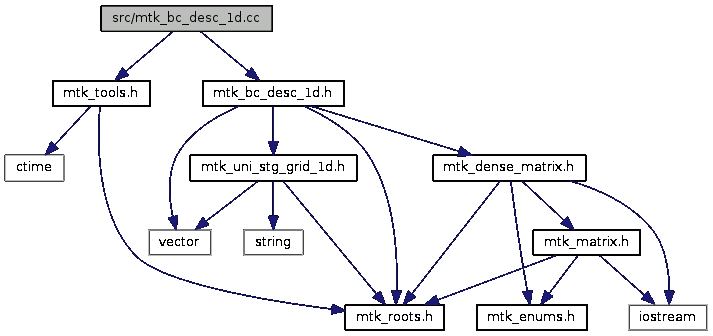 src/mtk_bc_desc_1d.cc
mtk_tools.h
mtk_bc_desc_1d.h
ctime
mtk_uni_stg_grid_1d.h
mtk_dense_matrix.h
vector
string
mtk_matrix.h
mtk_roots.h
mtk_enums.h
iostream